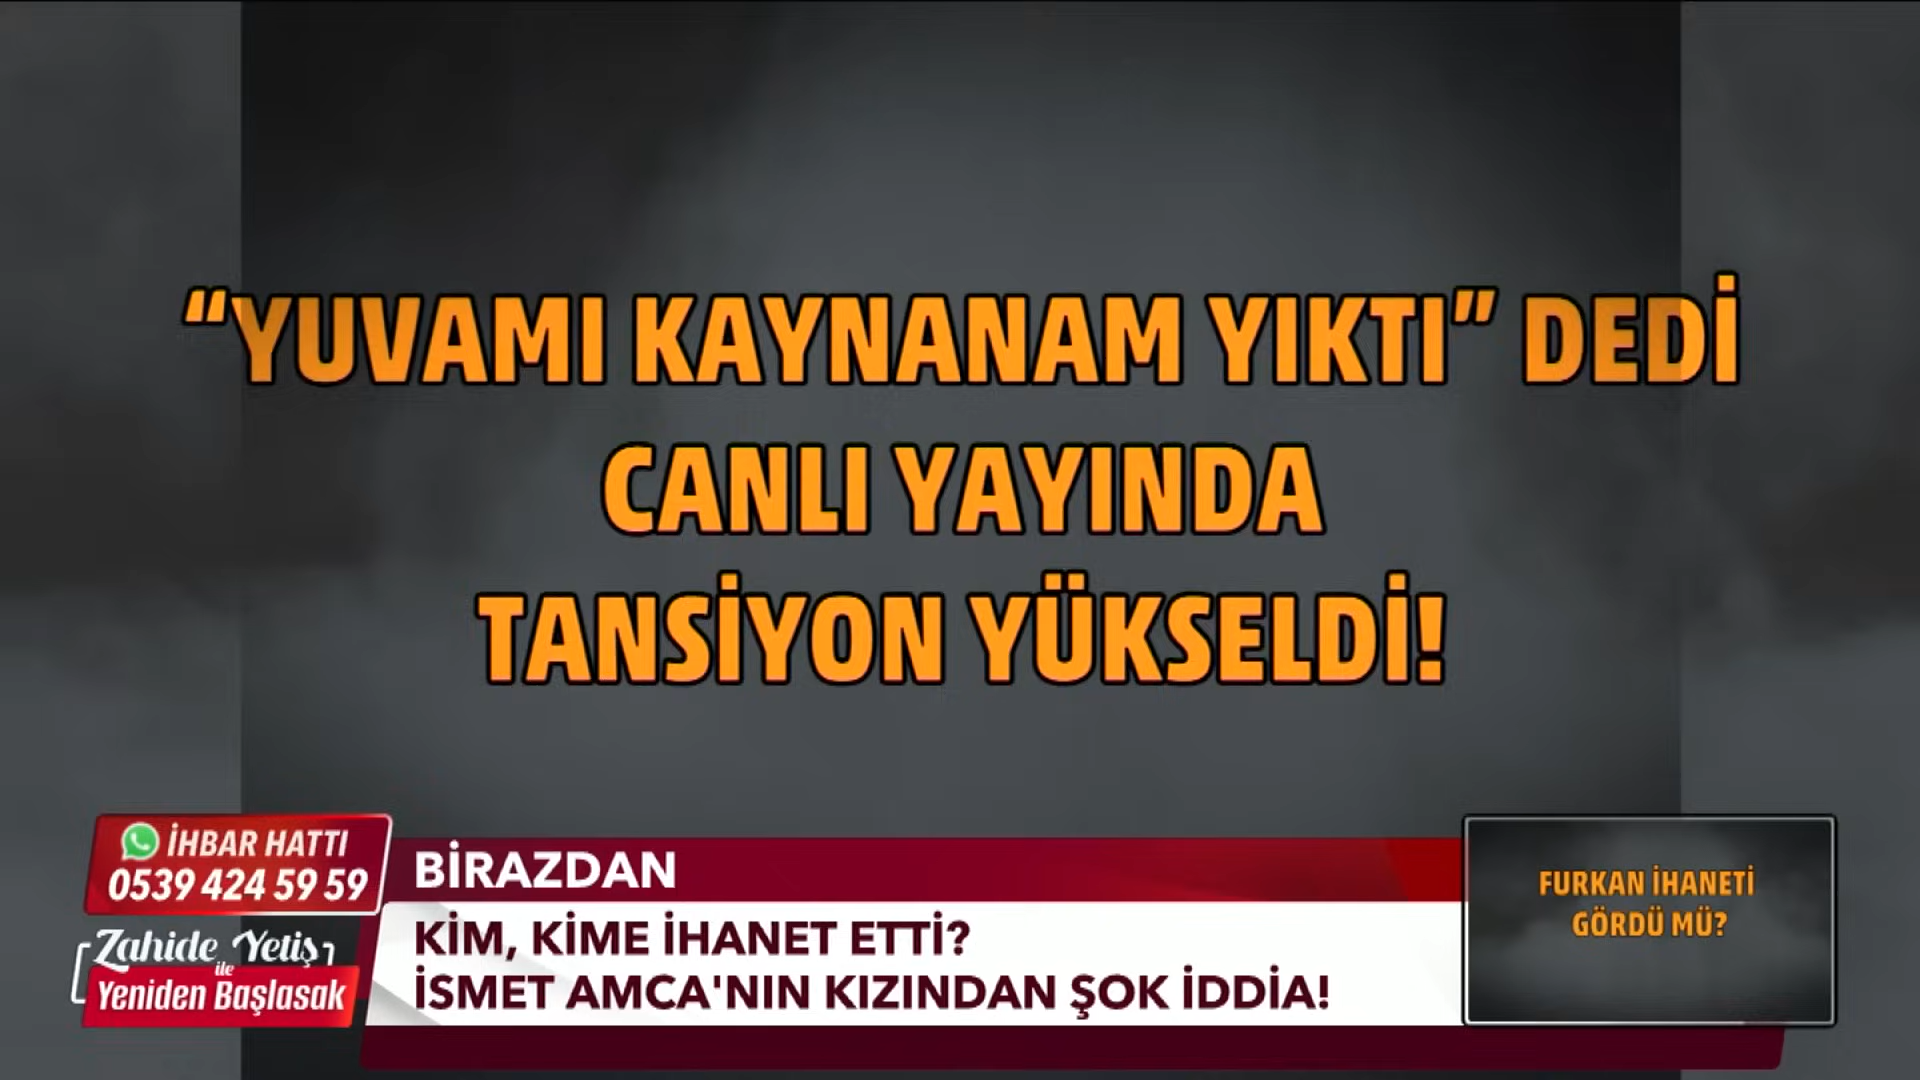 “YUVAMI KAYNANAM YIKTI” DEDİ
CANLI YAYINDA
TANSİYON YÜKSELDİ!
İHBAR HATTI
0539 424 59 59
BİRAZDAN
KİM, KİME İHANET ETTİ?
İSMET AMCA'NIN KIZINDAN ŞOK İDDİA!
Zahide Yetiş
ile
Yeniden Başlasak
FURKAN İHANETİ
GÖRDÜ MÜ?